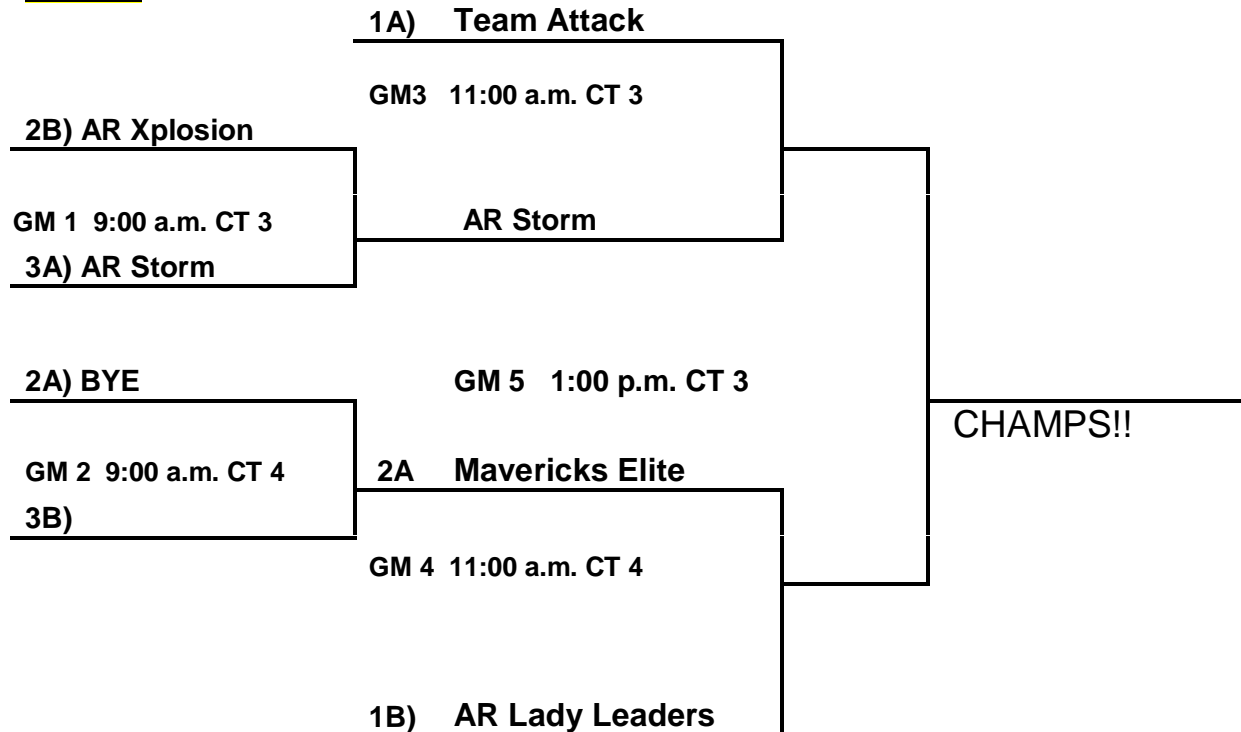 1A) Team Attack
GM3 11:00 a.m. CT 3
2B) AR Xplosion
GM 1 9:00 a.m. CT 3
AR Storm
3A) AR Storm
2A) BYE
GM 5 1:00 p.m. CT 3
CHAMPS!!
GM 2 9:00 a.m. CT 4
2A Mavericks Elite
3B)
GM 4 11:00 a.m. CT 4
1B) AR Lady Leaders